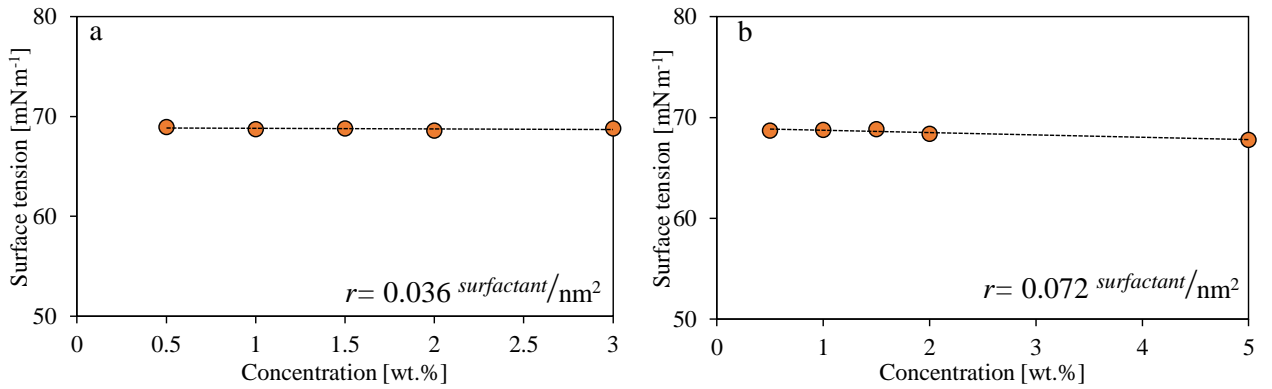 a
80
70
60
50
Surface tension [mN m⁻¹]
r= 0.036 surfactant/nm²
0 0.5 1 1.5 2 2.5 3
Concentration [wt.%]
b
80
70
60
50
Surface tension [mN m⁻¹]
r= 0.072 surfactant/nm²
0 1 2 3 4 5
Concentration [wt.%]